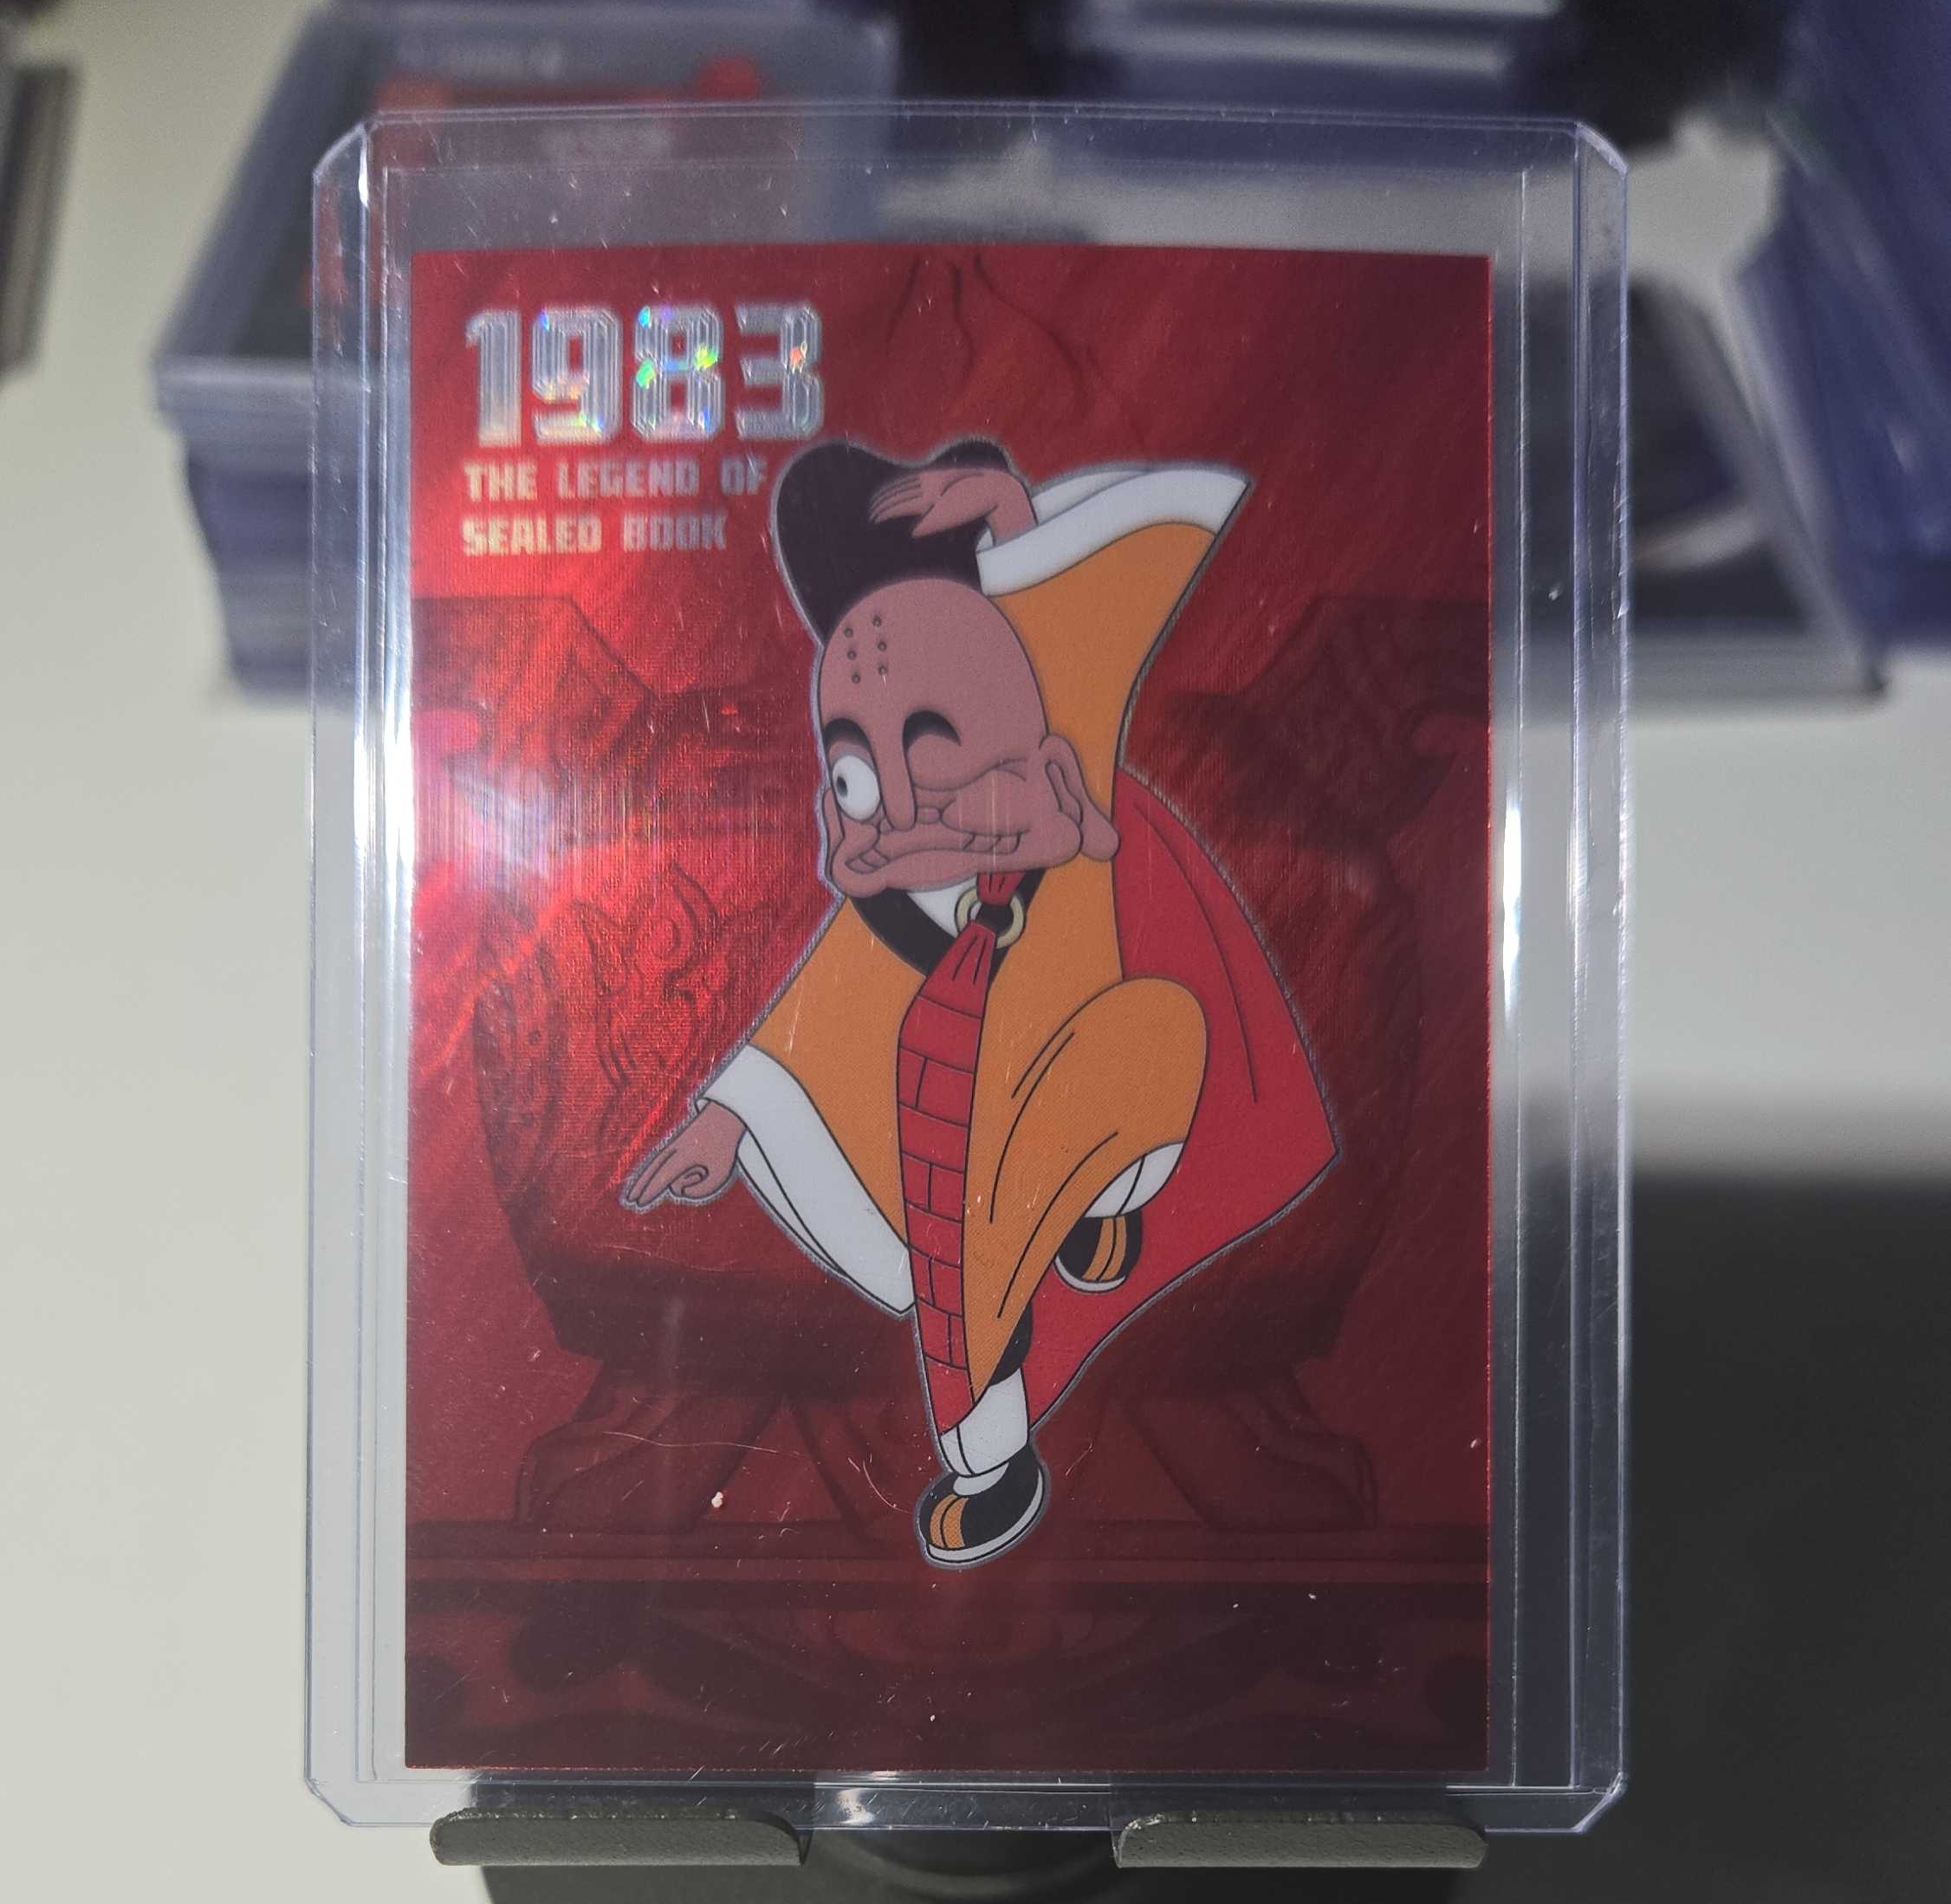 1983
THE LEGEND OF
SEALED BOOK